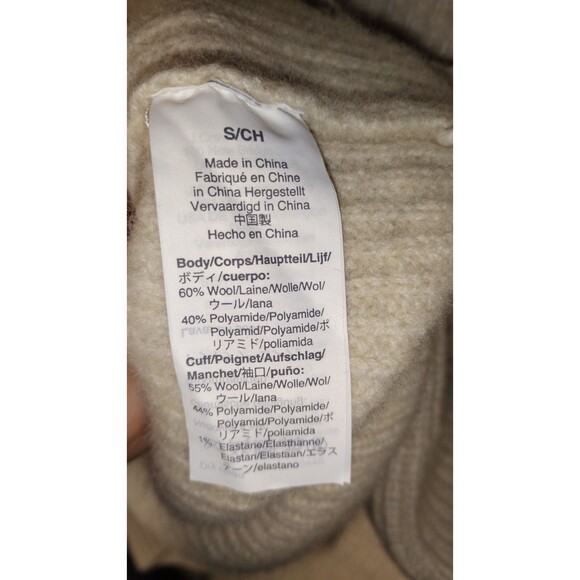 S/CH
Made in China
Fabriqué en Chine
in China Hergestellt
Vervaardigd in China
中国製
Hecho en China
Body/Corps/Hauptteil/Lijf/
ボディ/cuerpo:
60% Wool/Laine/Wolle/Wol/
ウール/lana
40% Polyamide/Polyamide/
Polyamid/Polyamide/ポ
リアミド/poliamida
Cuff/Poignet/Aufschlag/
Manchet/袖口/puño:
55% Wool/Laine/Wolle/Wol/
ウール/lana
44% Polyamide/Polyamide/
Polyamid/Polyamide/ポ
リアミド/poliamida
1% Elastane/Élasthanne/
Elastan/Elastaan/エラス
テーン/elastano